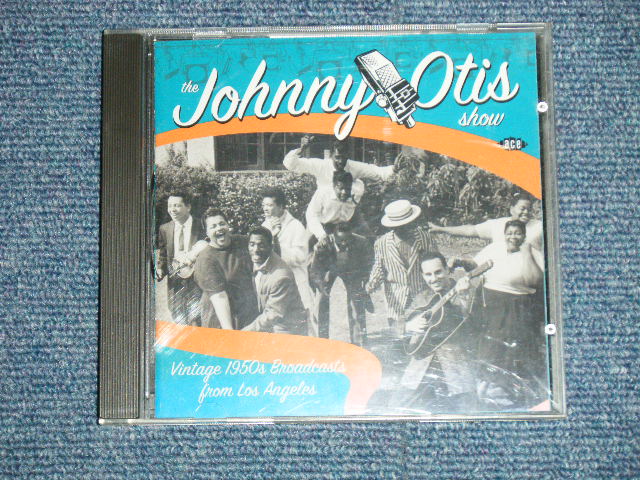 the
Johnny Otis
show
ace
Vintage 1950s Broadcasts
from Los Angeles